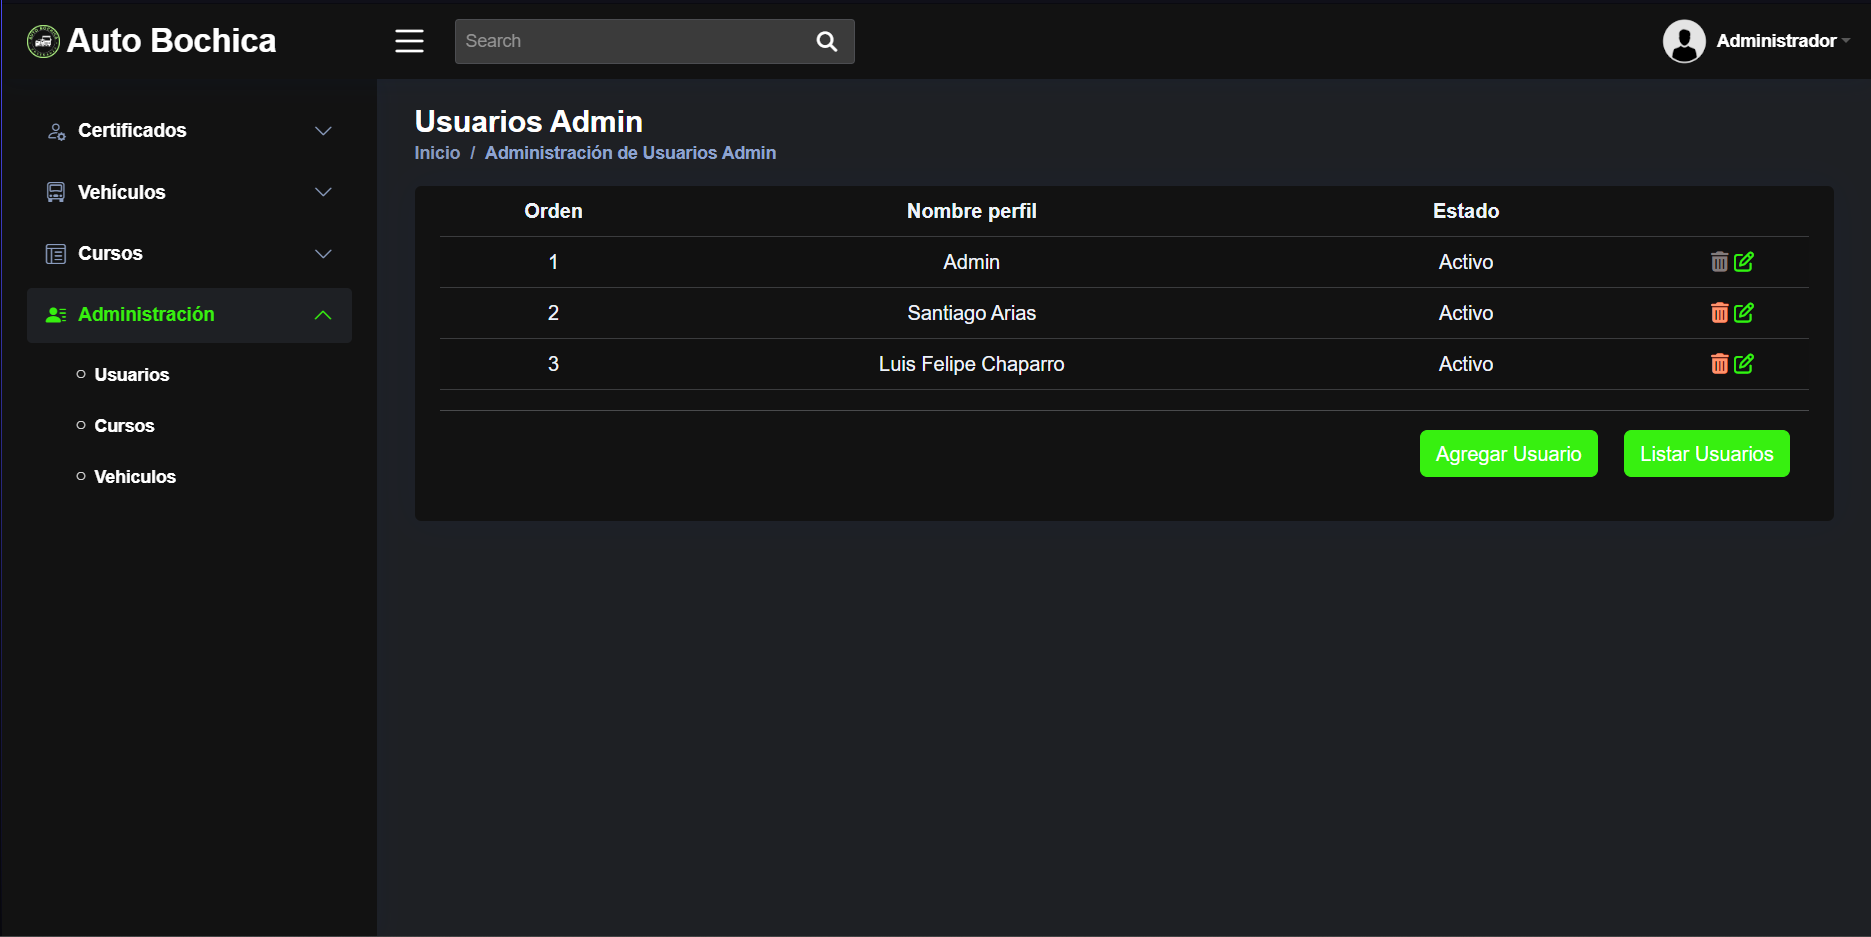 Auto Bochica
Search
Administrador
Certificados
Vehículos
Cursos
Administración
Usuarios
Cursos
Vehiculos
Usuarios Admin
Inicio / Administración de Usuarios Admin
Orden Nombre perfil Estado
1 Admin Activo
2 Santiago Arias Activo
3 Luis Felipe Chaparro Activo
Agregar Usuario Listar Usuarios